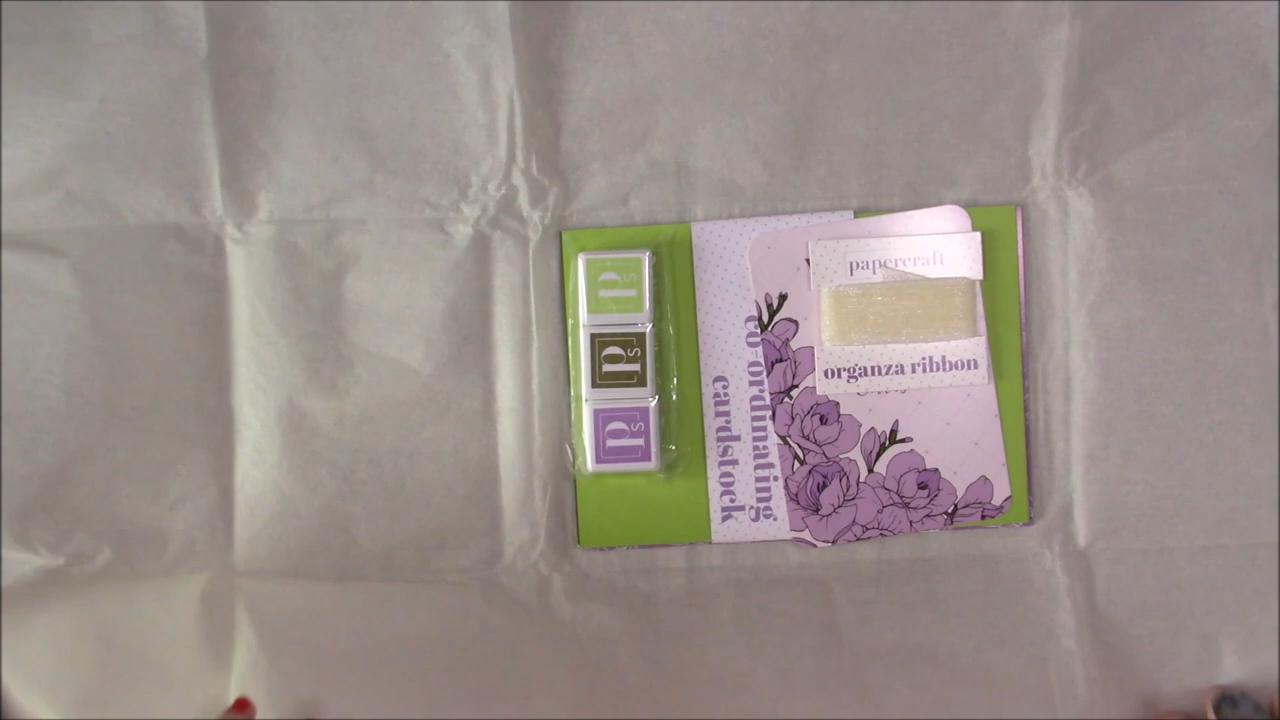 ps
ps
ps
co-ordinating
cardstock
papercraft
organza ribbon